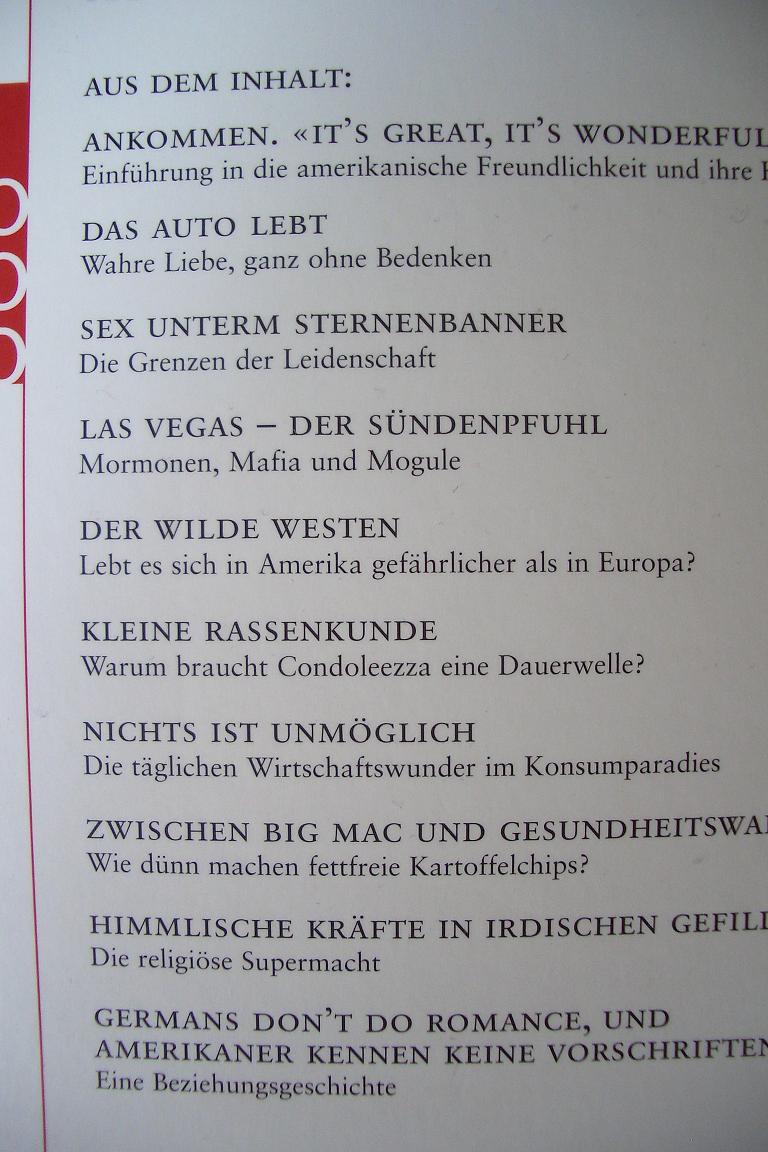 AUS DEM INHALT:
ANKOMMEN. «IT'S GREAT, IT'S WONDERFUL
Einführung in die amerikanische Freundlichkeit und ihre
DAS AUTO LEBT
Wahre Liebe, ganz ohne Bedenken
SEX UNTERM STERNENBANNER
Die Grenzen der Leidenschaft
LAS VEGAS – DER SÜNDENPFUHL
Mormonen, Mafia und Mogule
DER WILDE WESTEN
Lebt es sich in Amerika gefährlicher als in Europa?
KLEINE RASSENKUNDE
Warum braucht Condoleezza eine Dauerwelle?
NICHTS IST UNMÖGLICH
Die täglichen Wirtschaftswunder im Konsumparadies
ZWISCHEN BIG MAC UND
Wie dünn machen fettfreie Kartoffelchips?
HIMMLISCHE KRÄFTE IN IRDISCHEN
Die religiöse Supermacht
GERMANS DON'T DO ROMANCE, UND
AMERIKANER KENNEN KEINE VORSCHRIFTEN
Eine Beziehungsgeschichte